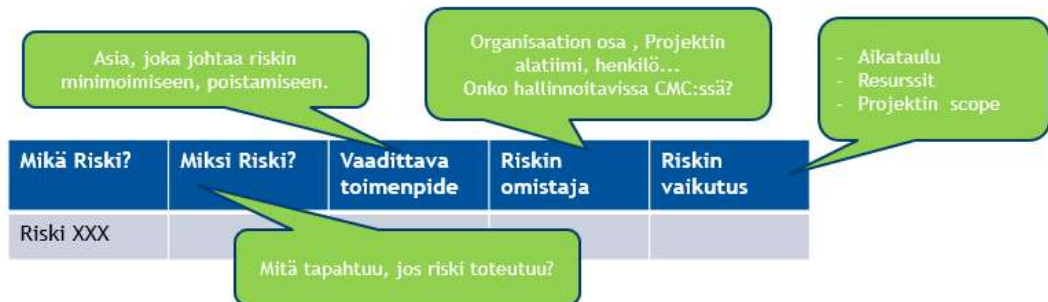 Asia, joka johtaa riskin
minimoimiseen, poistamiseen.
Organisaation osa , Projektin
alatiimi, henkilö...
Onko hallinnoitavissa CMC:ssä?
- Aikataulu
- Resurssit
- Projektin scope
Mikä Riski?
Miksi Riski?
Vaadittava
toimenpide
Riskin
omistaja
Riskin
vaikutus
Riski XXX
Mitä tapahtuu, jos riski toteutuu?